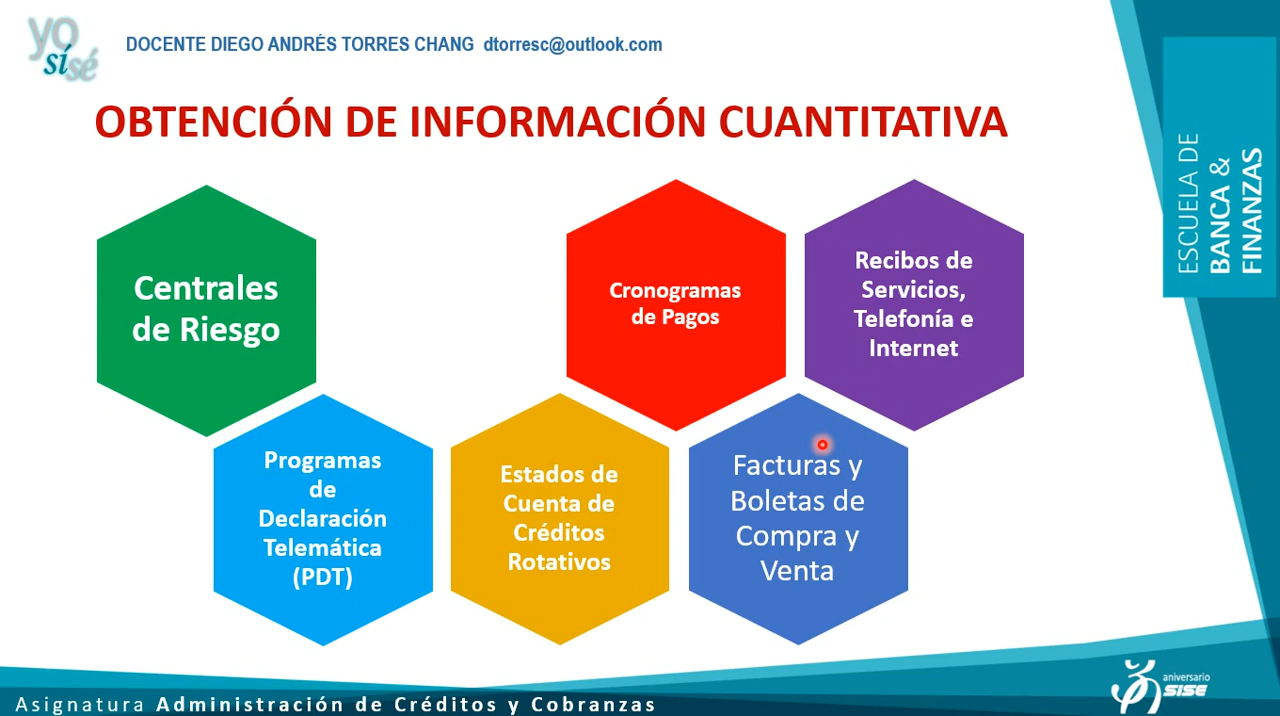 yo
sí sé
DOCENTE DIEGO ANDRÉS TORRES CHANG dtorresc@outlook.com
OBTENCIÓN DE INFORMACIÓN CUANTITATIVA
ESCUELA DE
BANCA &
FINANZAS
Centrales
de Riesgo
Cronogramas
de Pagos
Recibos de
Servicios,
Telefonía e
Internet
Programas
de
Declaración
Telemática
(PDT)
Estados de
Cuenta de
Créditos
Rotativos
Facturas y
Boletas de
Compra y
Venta
Asignatura Administración de Créditos y Cobranzas
aniversario
SISE